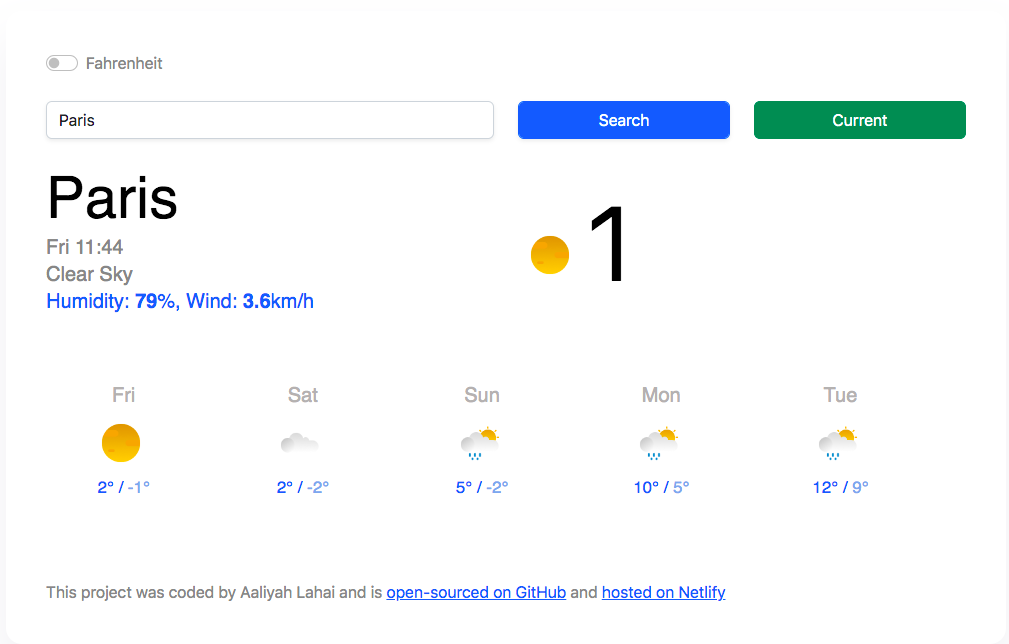 Fahrenheit
Paris
Search
Current
Paris
Fri 11:44
Clear Sky
Humidity: 79%, Wind: 3.6km/h
1
Fri
Sat
Sun
Mon
Tue
2° / -1°
2° / -2°
5° / -2°
10° / 5°
12° / 9°
This project was coded by Aaliyah Lahai and is open-sourced on GitHub and hosted on Netlify